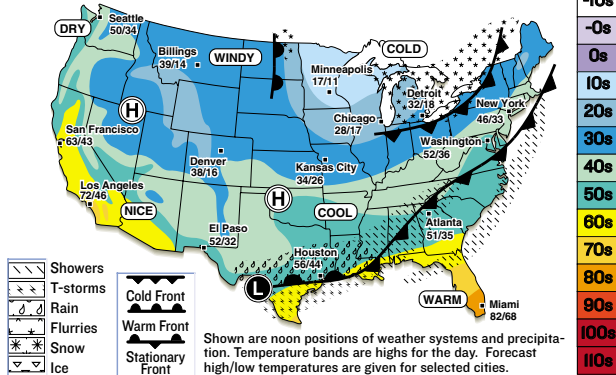 Seattle
50/34
DRY
Billings
39/14
WINDY
COLD
Minneapolis
17/11
Detroit
32/18
Chicago
28/17
New York
46/33
H
San Francisco
63/43
Washington
52/36
Denver
38/16
Kansas City
34/26
Los Angeles
72/46
NICE
H
COOL
El Paso
52/32
Atlanta
51/35
Houston
56/44
L
WARM
Miami
82/68
Showers
T-storms
Rain
Flurries
Snow
Ice
Cold Front
Warm Front
Stationary
Front
Shown are noon positions of weather systems and precipita-
tion. Temperature bands are highs for the day. Forecast
high/low temperatures are given for selected cities.
-10s
-0s
0s
10s
20s
30s
40s
50s
60s
70s
80s
90s
100s
110s